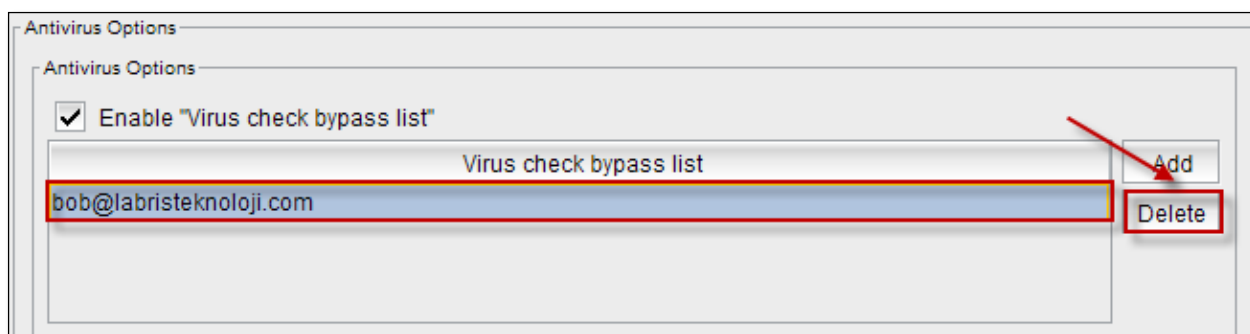 Antivirus Options
Antivirus Options
Enable "Virus check bypass list"
Virus check bypass list
Add
bob@labristeknoloji.com
Delete